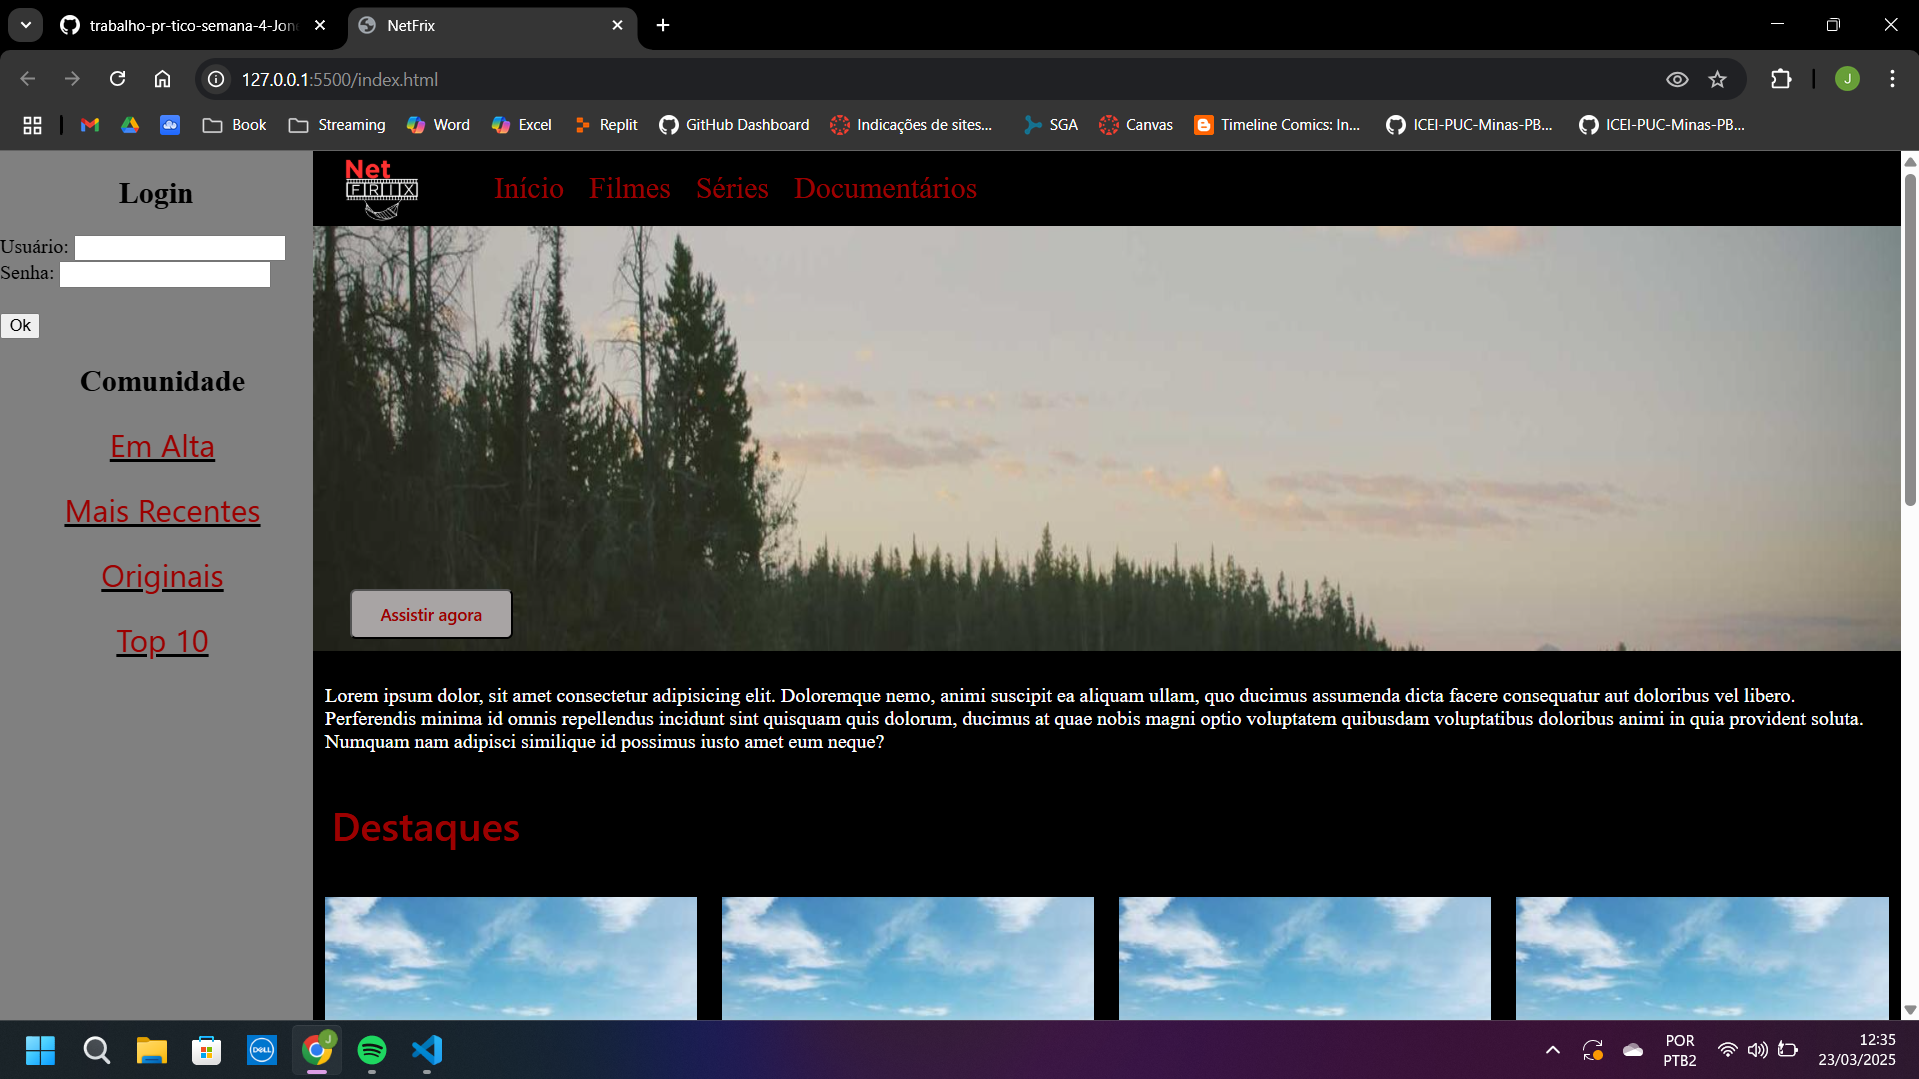 trabalho-pr-tico-semana-4-Jon
NetFrix
127.0.0.1:5500/index.html
J
Book
Streaming
Word
Excel
Replit
GitHub Dashboard
Indicações de sites...
SGA
Canvas
Timeline Comics: In...
ICEI-PUC-Minas-PB...
ICEI-PUC-Minas-PB...
Login
Usuário:
Senha:
Ok
Comunidade
Em Alta
Mais Recentes
Originais
Top 10
Net
FRIX
Início
Filmes
Séries
Documentários
Assistir agora
Lorem ipsum dolor, sit amet consectetur adipisicing elit. Doloremque nemo, animi suscipit ea aliquam ullam, quo ducimus assumenda dicta facere consequatur aut doloribus vel libero.
Perferendis minima id omnis repellendus incidunt sint quisquam quis dolorum, ducimus at quae nobis magni optio voluptatem quibusdam voluptatibus doloribus animi in quia provident soluta.
Numquam nam adipisci similique id possimus iusto amet eum neque?
Destaques
DELL
J
POR
PTB2
12:35
23/03/2025